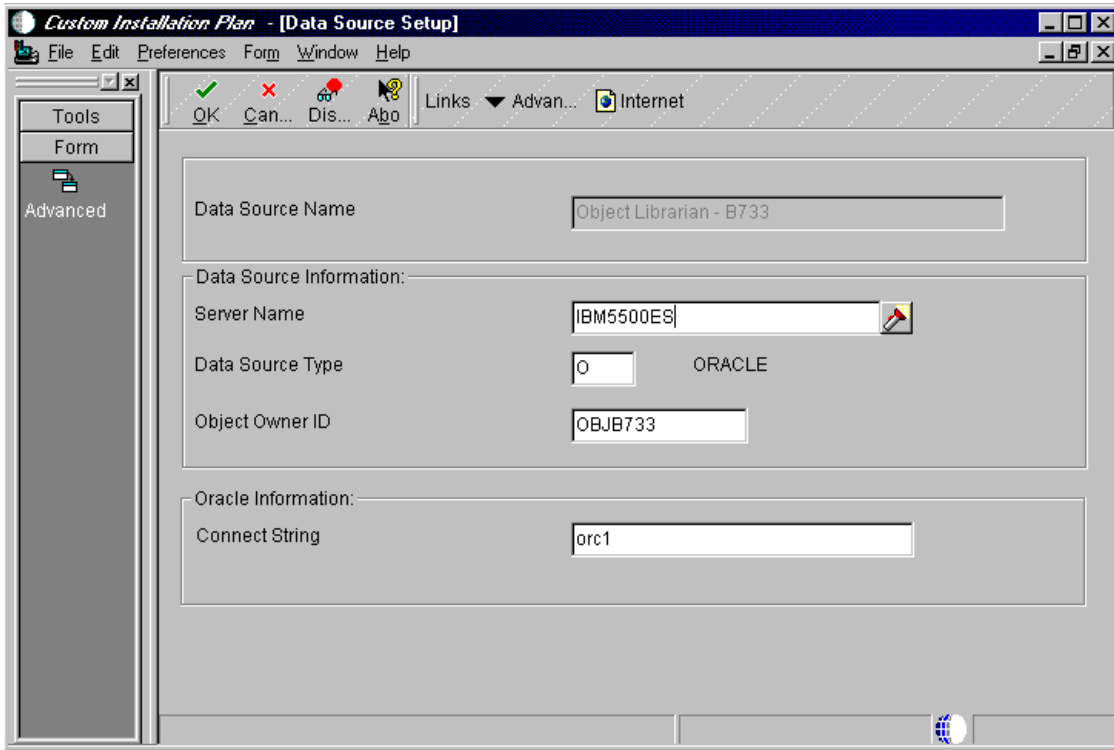 Custom Installation Plan - [Data Source Setup]
File Edit Preferences Form Window Help
Tools
Form
Advanced
OK Can... Dis... Abo Links Advan... Internet
Data Source Name Object Librarian - B733
Data Source Information:
Server Name IBM5500ES
Data Source Type O ORACLE
Object Owner ID OBJB733
Oracle Information:
Connect String orc1